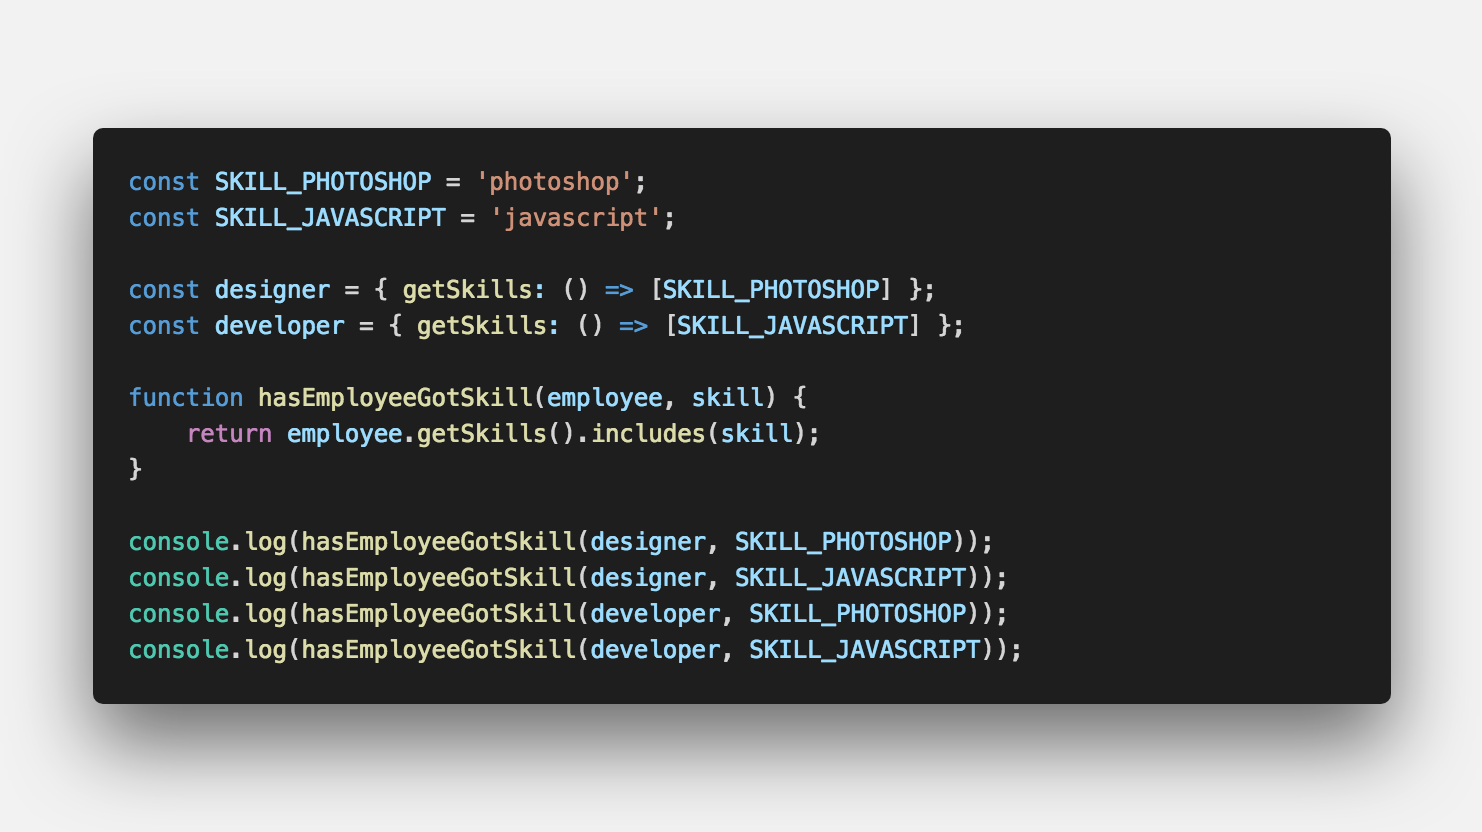 const SKILL_PHOTOSHOP = 'photoshop';
const SKILL_JAVASCRIPT = 'javascript';

const designer = { getSkills: () => [SKILL_PHOTOSHOP] };
const developer = { getSkills: () => [SKILL_JAVASCRIPT] };

function hasEmployeeGotSkill(employee, skill) {
    return employee.getSkills().includes(skill);
}

console.log(hasEmployeeGotSkill(designer, SKILL_PHOTOSHOP));
console.log(hasEmployeeGotSkill(designer, SKILL_JAVASCRIPT));
console.log(hasEmployeeGotSkill(developer, SKILL_PHOTOSHOP));
console.log(hasEmployeeGotSkill(developer, SKILL_JAVASCRIPT));